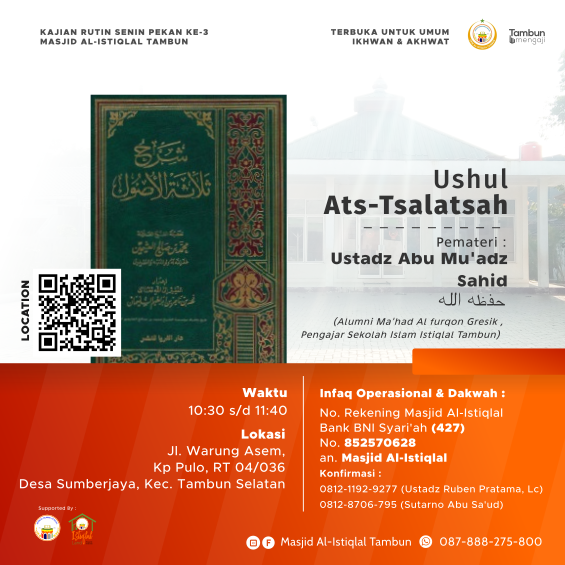 KAJIAN RUTIN SENIN PEKAN KE-3
MASJID AL-ISTIQLAL TAMBUN
TERBUKA UNTUK UMUM
IKHWAN & AKHWAT
Tambun
mengaji
شرح
ثلاثة الأصول
Ushul
Ats-Tsalatsah
Pemateri :
Ustadz Abu Mu'adz
Sahid
حفظه الله
(Alumni Ma'had Al furqon Gresik ,
Pengajar Sekolah Islam Istiqlal Tambun)
LOCATION
Waktu
10:30 s/d 11:40
Lokasi
Jl. Warung Asem,
Kp Pulo, RT 04/036
Desa Sumberjaya, Kec. Tambun Selatan
Infaq Operasional & Dakwah :
No. Rekening Masjid Al-Istiqlal
Bank BNI Syari'ah (427)
No. 852570628
an. Masjid Al-Istiqlal
Konfirmasi :
0812-1192-9277 (Ustadz Ruben Pratama, Lc)
0812-8706-795 (Sutarno Abu Sa'ud)
Supported By :
Istiqlal
Masjid Al-Istiqlal Tambun
087-888-275-800